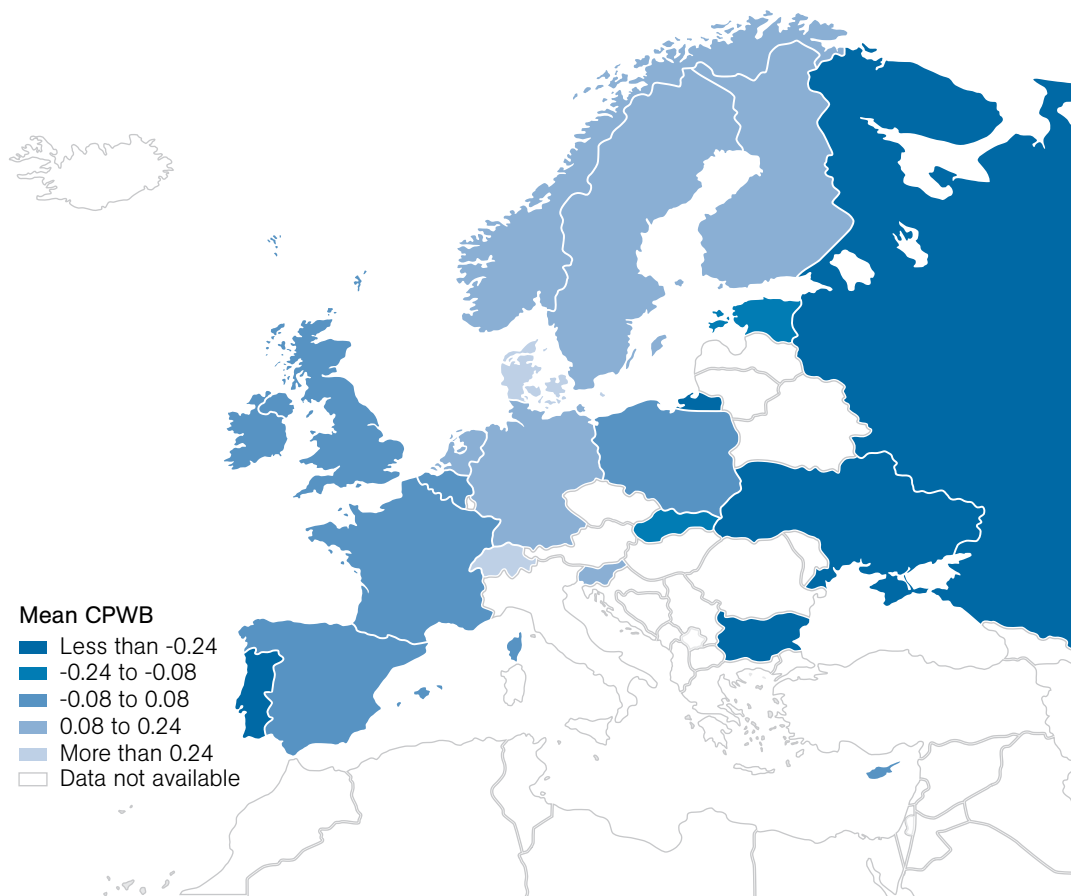 Mean CPWB
Less than -0.24
-0.24 to -0.08
-0.08 to 0.08
0.08 to 0.24
More than 0.24
Data not available